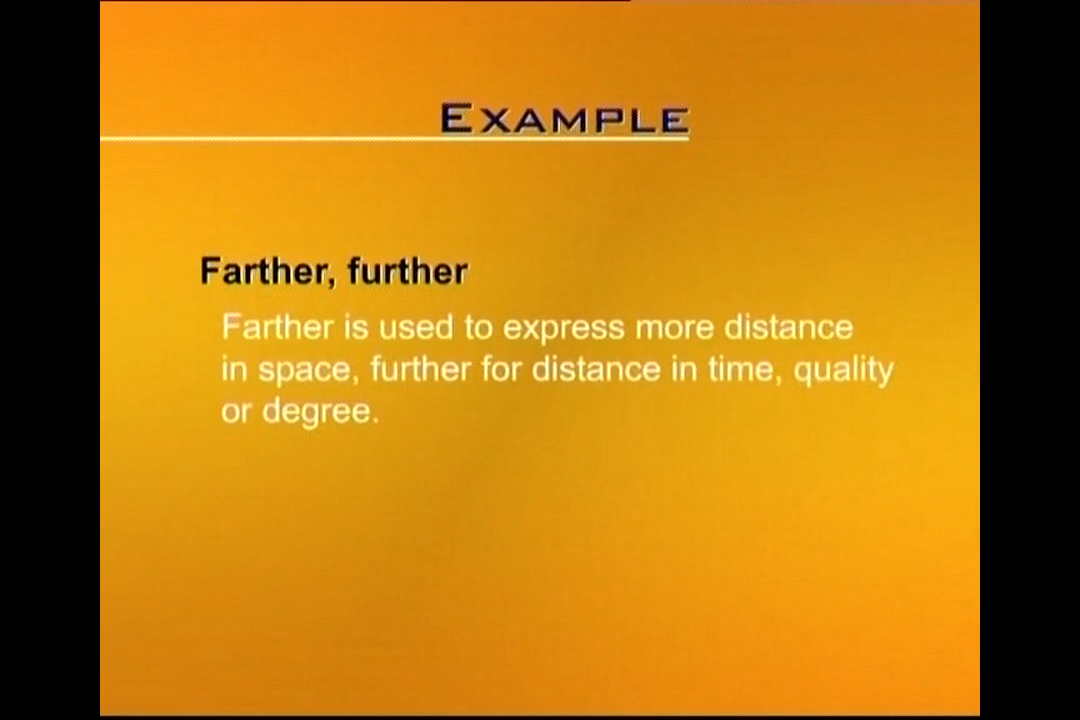 EXAMPLE
Farther, further
Farther is used to express more distance
in space, further for distance in time, quality
or degree.